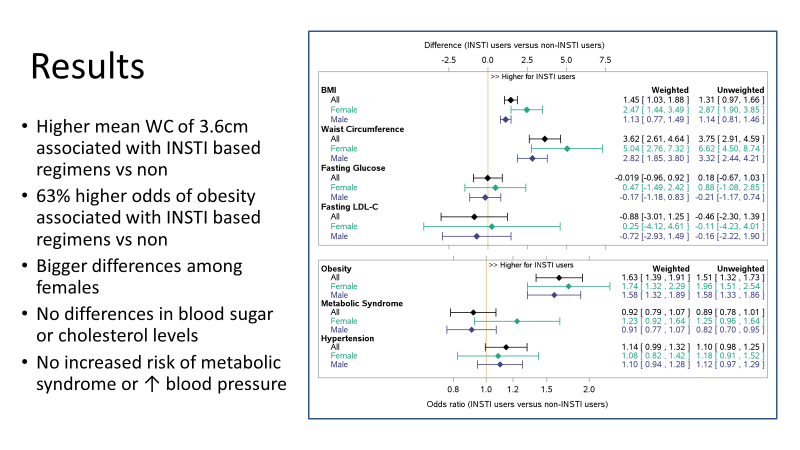 Results
• Higher mean WC of 3.6cm
associated with INSTI based
regimens vs non
• 63% higher odds of obesity
associated with INSTI based
regimens vs non
• Bigger differences among
females
• No differences in blood sugar
or cholesterol levels
• No increased risk of metabolic
syndrome or ↑ blood pressure
Difference (INSTI users versus non-INSTI users)
-2.5 0.0 2.5 5.0 7.5
>> Higher for INSTI users
BMI Weighted Unweighted
All 1.45 [ 1.03, 1.88 ] 1.31 [ 0.97, 1.66 ]
Female 2.47 [ 1.44, 3.49 ] 2.87 [ 1.90, 3.85 ]
Male 1.13 [ 0.77, 1.49 ] 1.14 [ 0.81, 1.46 ]
Waist Circumference
All 3.62 [ 2.61, 4.64 ] 3.75 [ 2.91, 4.59 ]
Female 5.04 [ 2.76, 7.32 ] 6.62 [ 4.50, 8.74 ]
Male 2.82 [ 1.85, 3.80 ] 3.32 [ 2.44, 4.21 ]
Fasting Glucose
All -0.019 [-0.96, 0.92 ] 0.18 [-0.67, 1.03 ]
Female 0.47 [-1.49, 2.42 ] 0.88 [-1.08, 2.85 ]
Male -0.17 [-1.18, 0.83 ] -0.21 [-1.17, 0.74 ]
Fasting LDL-C
All -0.88 [-3.01, 1.25 ] -0.46 [-2.30, 1.39 ]
Female 0.25 [-4.12, 4.61 ] -0.11 [-4.23, 4.01 ]
Male -0.72 [-2.93, 1.49 ] -0.16 [-2.22, 1.90 ]
>> Higher for INSTI users
Obesity Weighted Unweighted
All 1.63 [ 1.39 , 1.91 ] 1.51 [ 1.32 , 1.73 ]
Female 1.74 [ 1.32 , 2.29 ] 1.96 [ 1.51 , 2.54 ]
Male 1.58 [ 1.32 , 1.89 ] 1.58 [ 1.33 , 1.86 ]
Metabolic Syndrome
All 0.92 [ 0.79 , 1.07 ] 0.89 [ 0.78 , 1.01 ]
Female 1.23 [ 0.92 , 1.64 ] 1.25 [ 0.96 , 1.64 ]
Male 0.91 [ 0.77 , 1.07 ] 0.82 [ 0.70 , 0.95 ]
Hypertension
All 1.14 [ 0.99 , 1.32 ] 1.10 [ 0.98 , 1.25 ]
Female 1.08 [ 0.82 , 1.42 ] 1.18 [ 0.91 , 1.52 ]
Male 1.10 [ 0.94 , 1.28 ] 1.12 [ 0.97 , 1.29 ]
0.8 1.0 1.2 1.5 2.0
Odds ratio (INSTI users versus non-INSTI users)